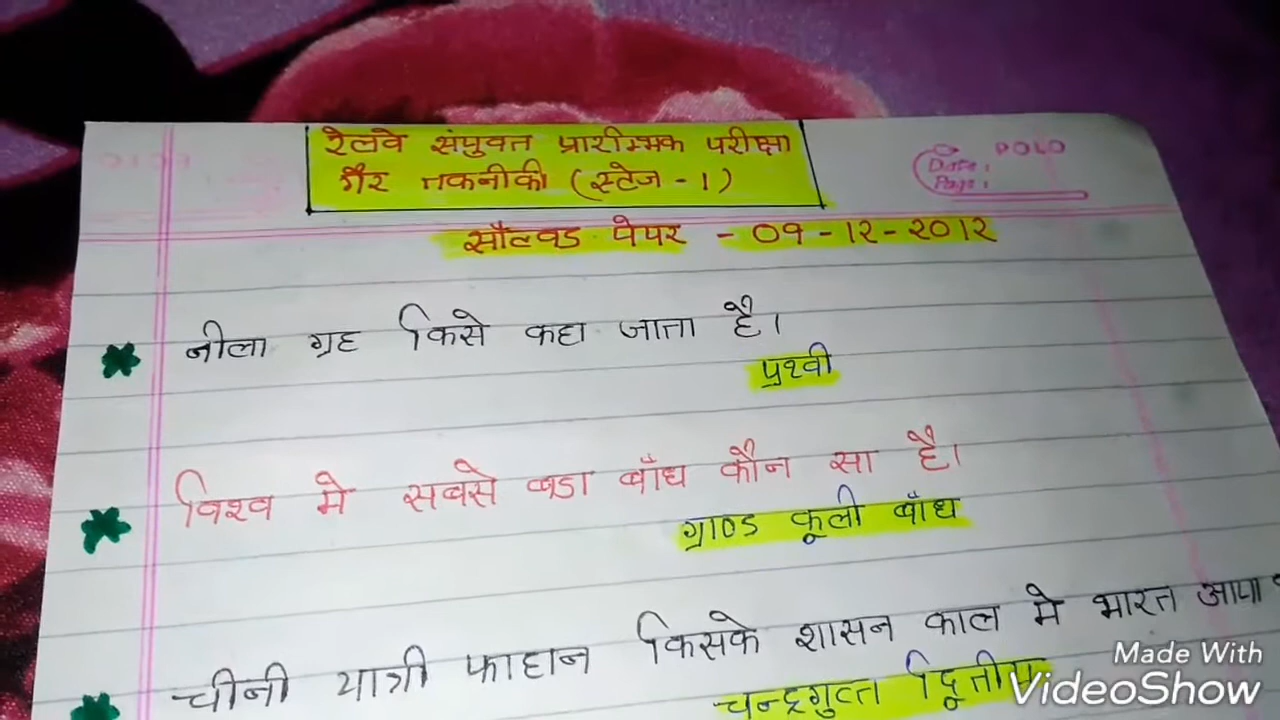 रेलवे संयुक्त प्रारम्भिक परीक्षा
गैर तकनीकी (स्टेज - 1)
POLO
Date:
Page:
सौल्वड पेपर - 09-12-2012
नीला ग्रह किसे कहा जाता है।
पृथ्वी
विश्व मे सबसे बडा बाँध कौन सा है।
ग्राण्ड कूली बाँध
चीनी यात्री फाहान किसके शासन काल मे भारत आया
चन्द्रगुप्त द्वितीय
Made With
VideoShow